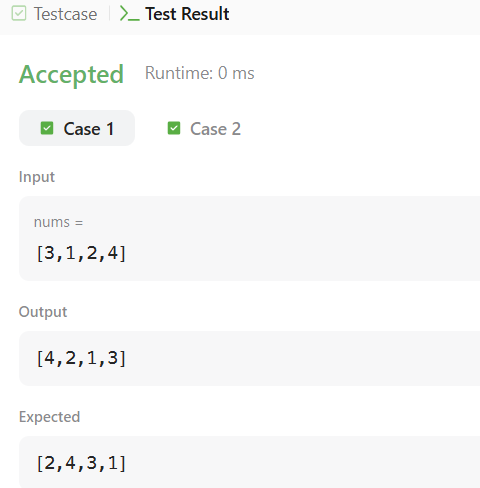 Testcase Test Result
Accepted Runtime: 0 ms
Case 1 Case 2
Input
nums =
[3,1,2,4]
Output
[4,2,1,3]
Expected
[2,4,3,1]